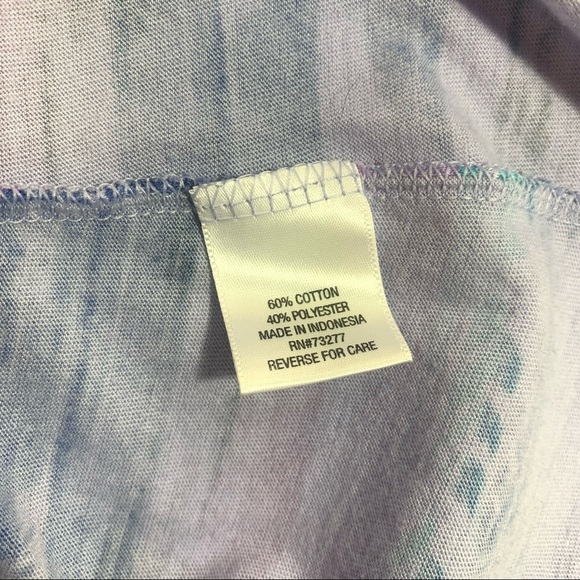 60% COTTON
40% POLYESTER
MADE IN INDONESIA
RN#73277
REVERSE FOR CARE